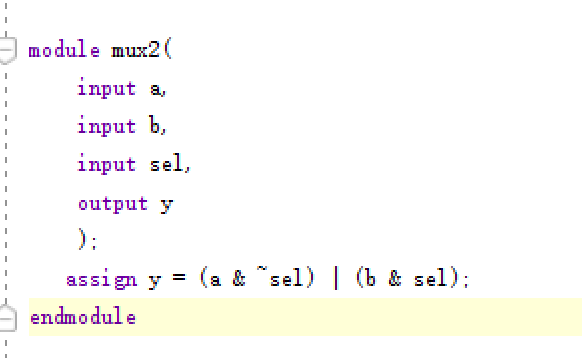 module mux2(
input a,
input b,
input sel,
output y
);
assign y = (a & ~sel) | (b & sel);
endmodule